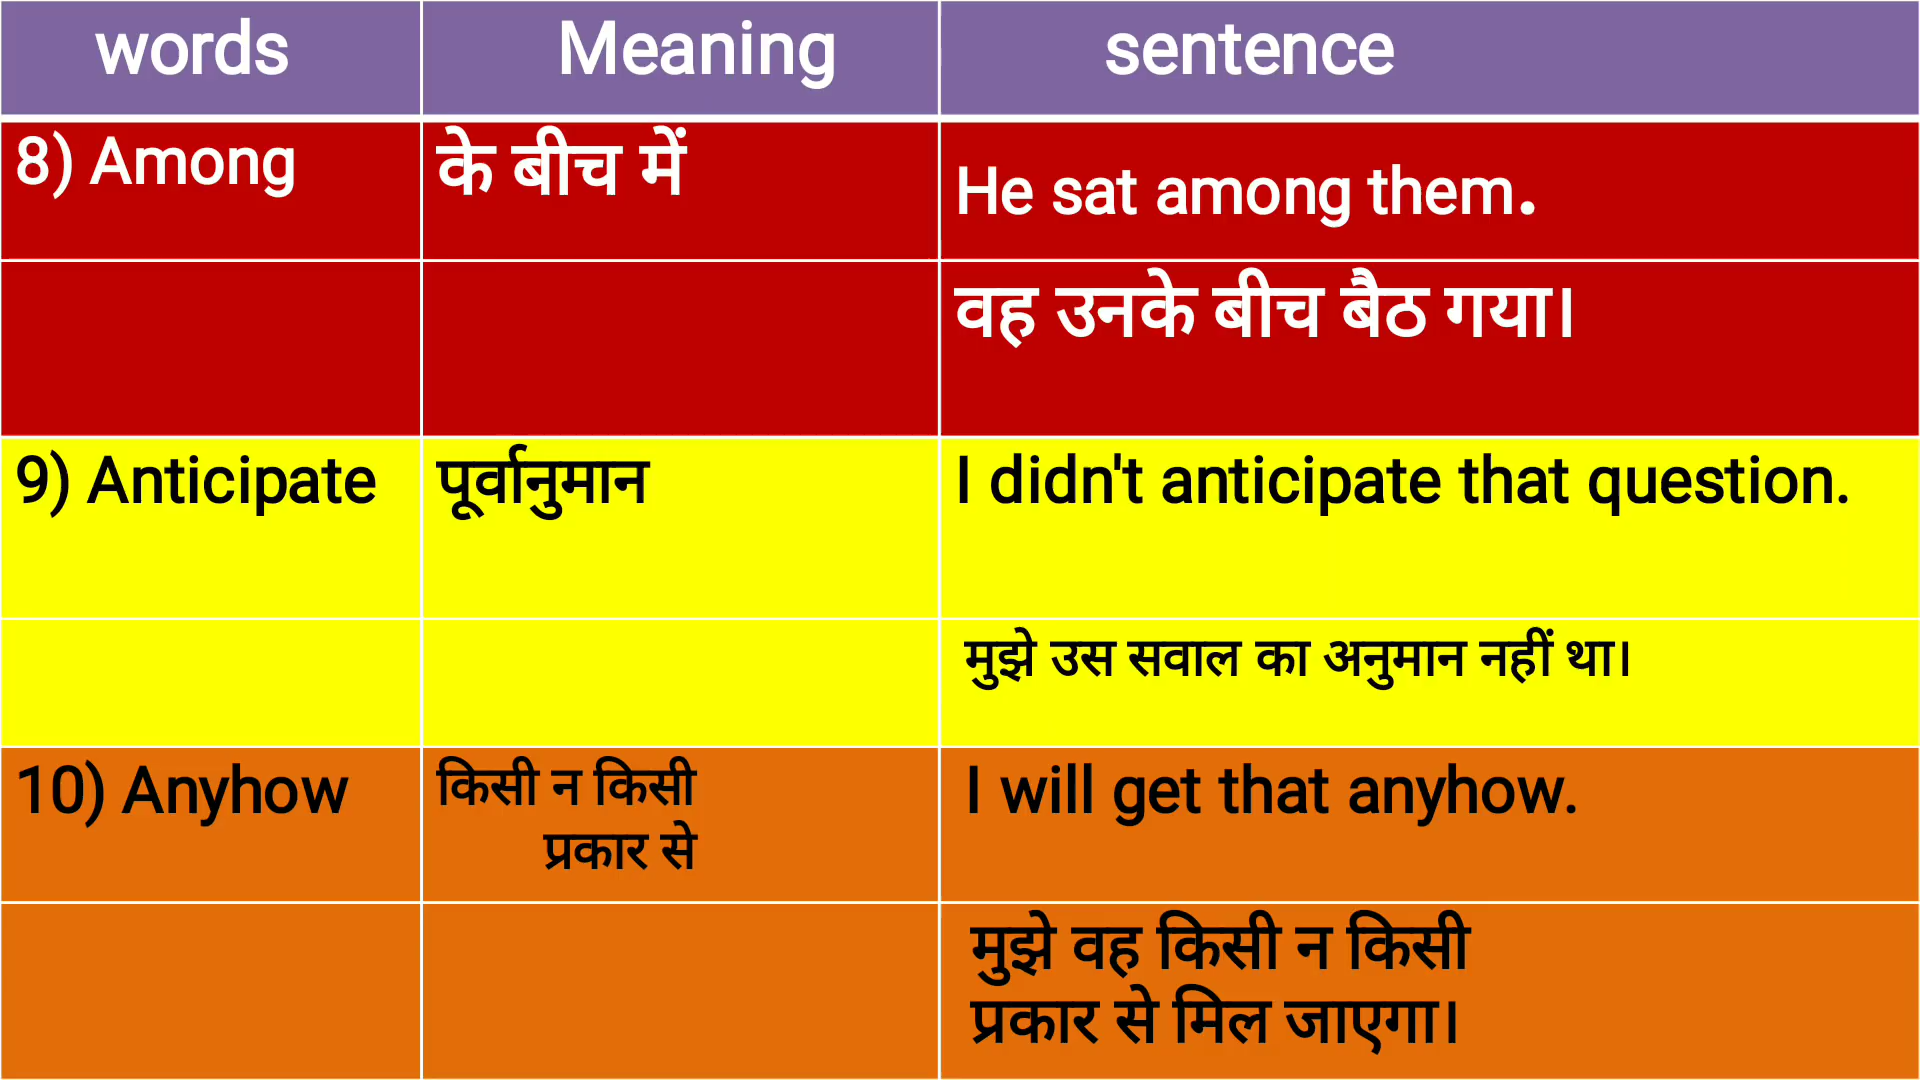 words Meaning sentence
8) Among के बीच में He sat among them.
वह उनके बीच बैठ गया।
9) Anticipate पूर्वानुमान I didn't anticipate that question.
मुझे उस सवाल का अनुमान नहीं था।
10) Anyhow किसी न किसी I will get that anyhow.
प्रकार से
मुझे वह किसी न किसी
प्रकार से मिल जाएगा।